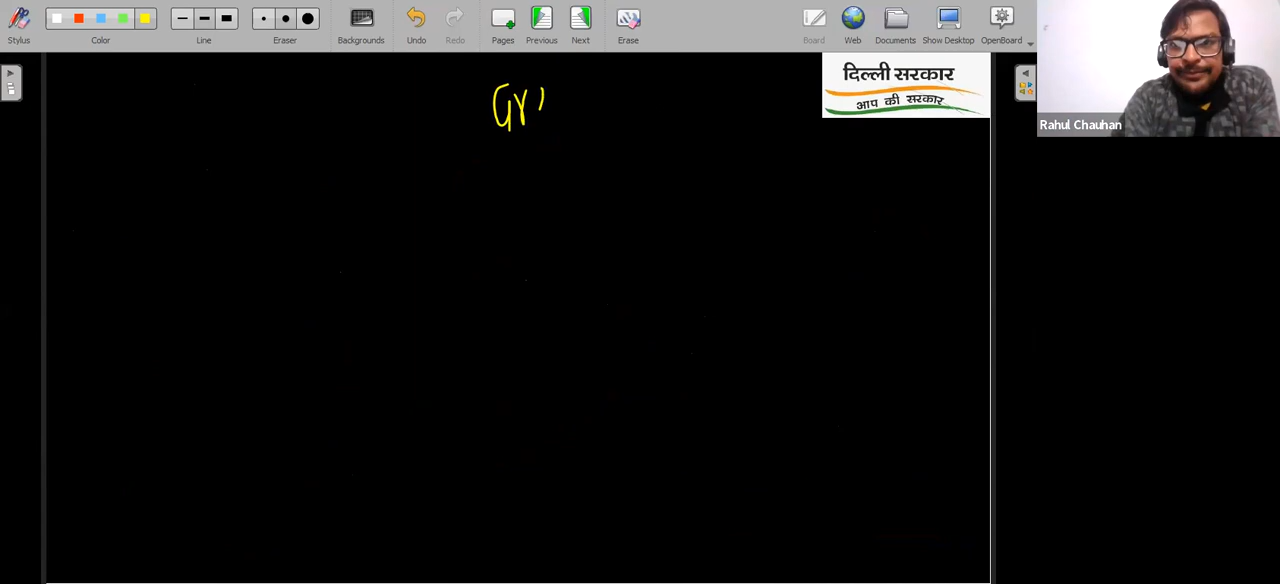 Stylus Color Line Eraser Backgrounds Undo Redo Pages Previous Next Erase Board Web Documents Show Desktop OpenBoard
Gr'
दिल्ली सरकार
आप की सरकार
Rahul Chauhan